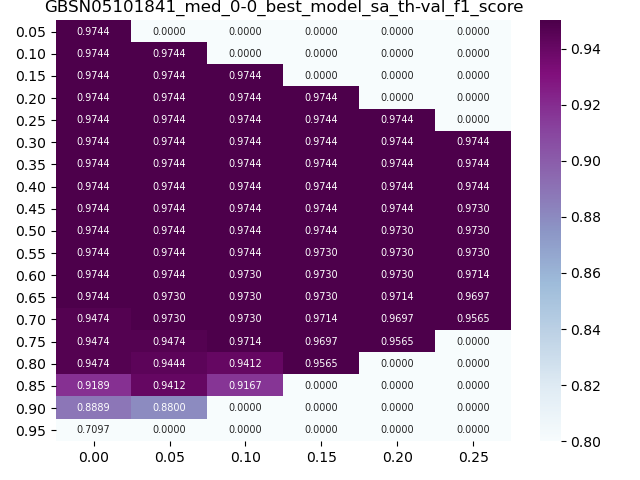 GBSN05101841_med_0-0_best_model_sa_th-val_f1_score
0.05 0.9744 0.0000 0.0000 0.0000 0.0000 0.0000
0.10 0.9744 0.9744 0.0000 0.0000 0.0000 0.0000
0.15 0.9744 0.9744 0.9744 0.0000 0.0000 0.0000
0.20 0.9744 0.9744 0.9744 0.9744 0.0000 0.0000
0.25 0.9744 0.9744 0.9744 0.9744 0.9744 0.0000
0.30 0.9744 0.9744 0.9744 0.9744 0.9744 0.9744
0.35 0.9744 0.9744 0.9744 0.9744 0.9744 0.9744
0.40 0.9744 0.9744 0.9744 0.9744 0.9744 0.9744
0.45 0.9744 0.9744 0.9744 0.9744 0.9744 0.9730
0.50 0.9744 0.9744 0.9744 0.9744 0.9730 0.9730
0.55 0.9744 0.9744 0.9744 0.9730 0.9730 0.9730
0.60 0.9744 0.9744 0.9730 0.9730 0.9730 0.9714
0.65 0.9744 0.9730 0.9730 0.9730 0.9714 0.9697
0.70 0.9474 0.9730 0.9730 0.9714 0.9697 0.9565
0.75 0.9474 0.9474 0.9714 0.9697 0.9565 0.0000
0.80 0.9474 0.9444 0.9412 0.9565 0.0000 0.0000
0.85 0.9189 0.9412 0.9167 0.0000 0.0000 0.0000
0.90 0.8889 0.8800 0.0000 0.0000 0.0000 0.0000
0.95 0.7097 0.0000 0.0000 0.0000 0.0000 0.0000
0.00 0.05 0.10 0.15 0.20 0.25
0.94
0.92
0.90
0.88
0.86
0.84
0.82
0.80